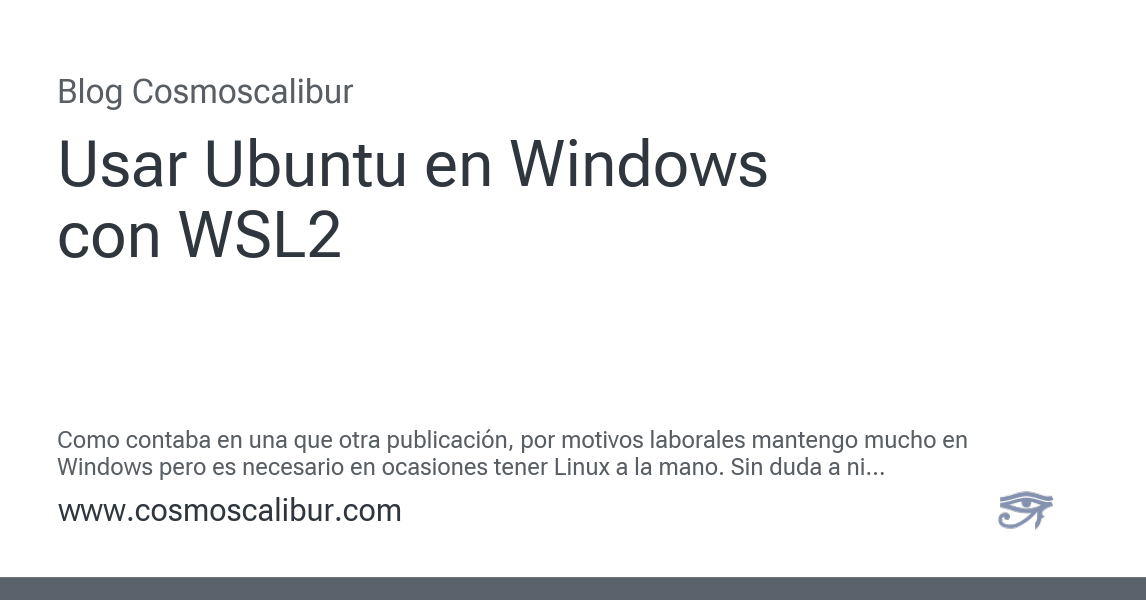 Blog Cosmoscalibur
Usar Ubuntu en Windows
con WSL2
Como contaba en una que otra publicación, por motivos laborales mantengo mucho en
Windows pero es necesario en ocasiones tener Linux a la mano. Sin duda a ni...
www.cosmoscalibur.com